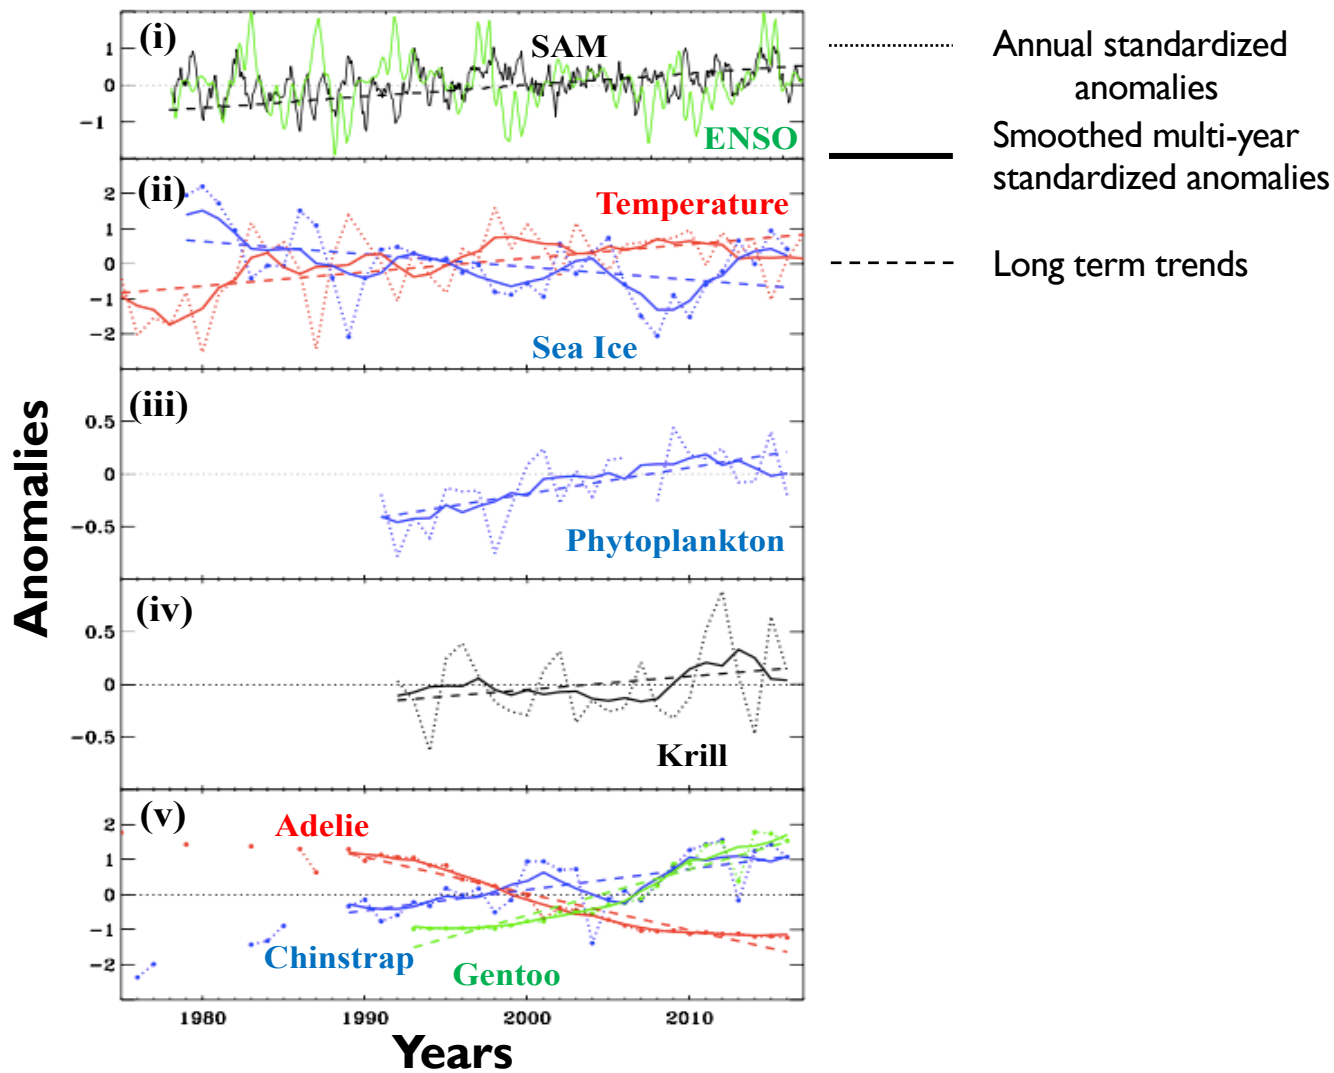 (i)
SAM
ENSO
1
0
−1
(ii)
Temperature
Sea Ice
2
1
0
−1
−2
(iii)
Phytoplankton
0.5
0
−0.5
(iv)
Krill
0.5
0
−0.5
(v)
Adelie
Chinstrap
Gentoo
2
1
0
−1
−2
1980
1990
2000
2010
Years
Anomalies
Annual standardized
anomalies
Smoothed multi-year
standardized anomalies
Long term trends